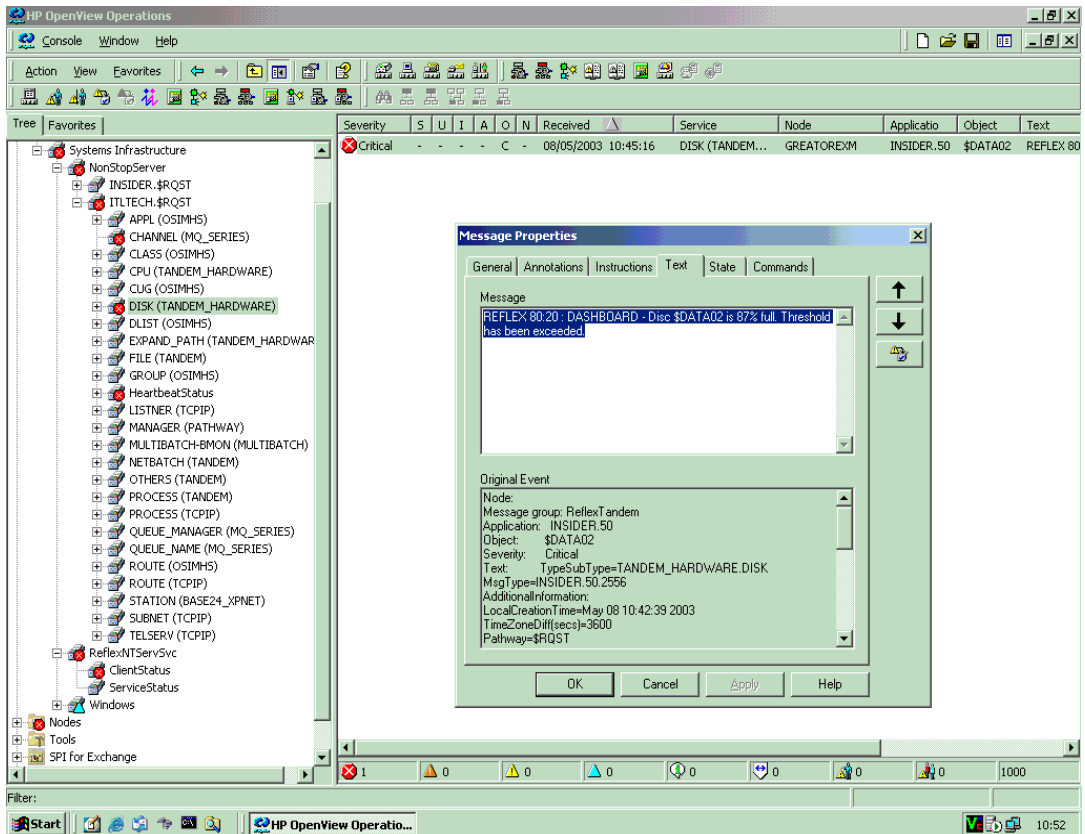 HP OpenView Operations
Console Window Help
Action View Favorites
Tree Favorites
Severity S U I A O N Received Service Node Applicatio Object Text
Critical - - - - C - 08/05/2003 10:45:16 DISK (TANDEM... GREATOREXM INSIDER.50 $DATA02 REFLEX 80
Systems Infrastructure
NonStopServer
INSIDER.$RQST
ITLTECH.$RQST
APPL (OSIMHS)
CHANNEL (MQ_SERIES)
CLASS (OSIMHS)
CPU (TANDEM_HARDWARE)
CUG (OSIMHS)
DISK (TANDEM_HARDWARE)
DLIST (OSIMHS)
EXPAND_PATH (TANDEM_HARDWAR
FILE (TANDEM)
GROUP (OSIMHS)
HeartbeatStatus
LISTNER (TCPIP)
MANAGER (PATHWAY)
MULTIBATCH-BMON (MULTIBATCH)
NETBATCH (TANDEM)
OTHERS (TANDEM)
PROCESS (TANDEM)
PROCESS (TCPIP)
QUEUE_MANAGER (MQ_SERIES)
QUEUE_NAME (MQ_SERIES)
ROUTE (OSIMHS)
ROUTE (TCPIP)
STATION (BASE24_XPNET)
SUBNET (TCPIP)
TELSERV (TCPIP)
ReflexNTServSvc
ClientStatus
ServiceStatus
Windows
Nodes
Tools
SPI for Exchange
Message Properties
General Annotations Instructions Text State Commands
Message
REFLEX 80:20 : DASHBOARD - Disc $DATA02 is 87% full. Threshold
has been exceeded.
Original Event
Node:
Message group: ReflexTandem
Application: INSIDER.50
Object: $DATA02
Severity: Critical
Text: TypeSubType=TANDEM_HARDWARE.DISK
MsgType=INSIDER.50.2556
AdditionalInformation:
LocalCreationTime=May 08 10:42:39 2003
TimeZoneDiff(secs)=3600
Pathway=$RQST
OK Cancel Apply Help
1 0 0 0 0 0 0 0 1000
Filter:
Start HP OpenView Operatio... 10:52